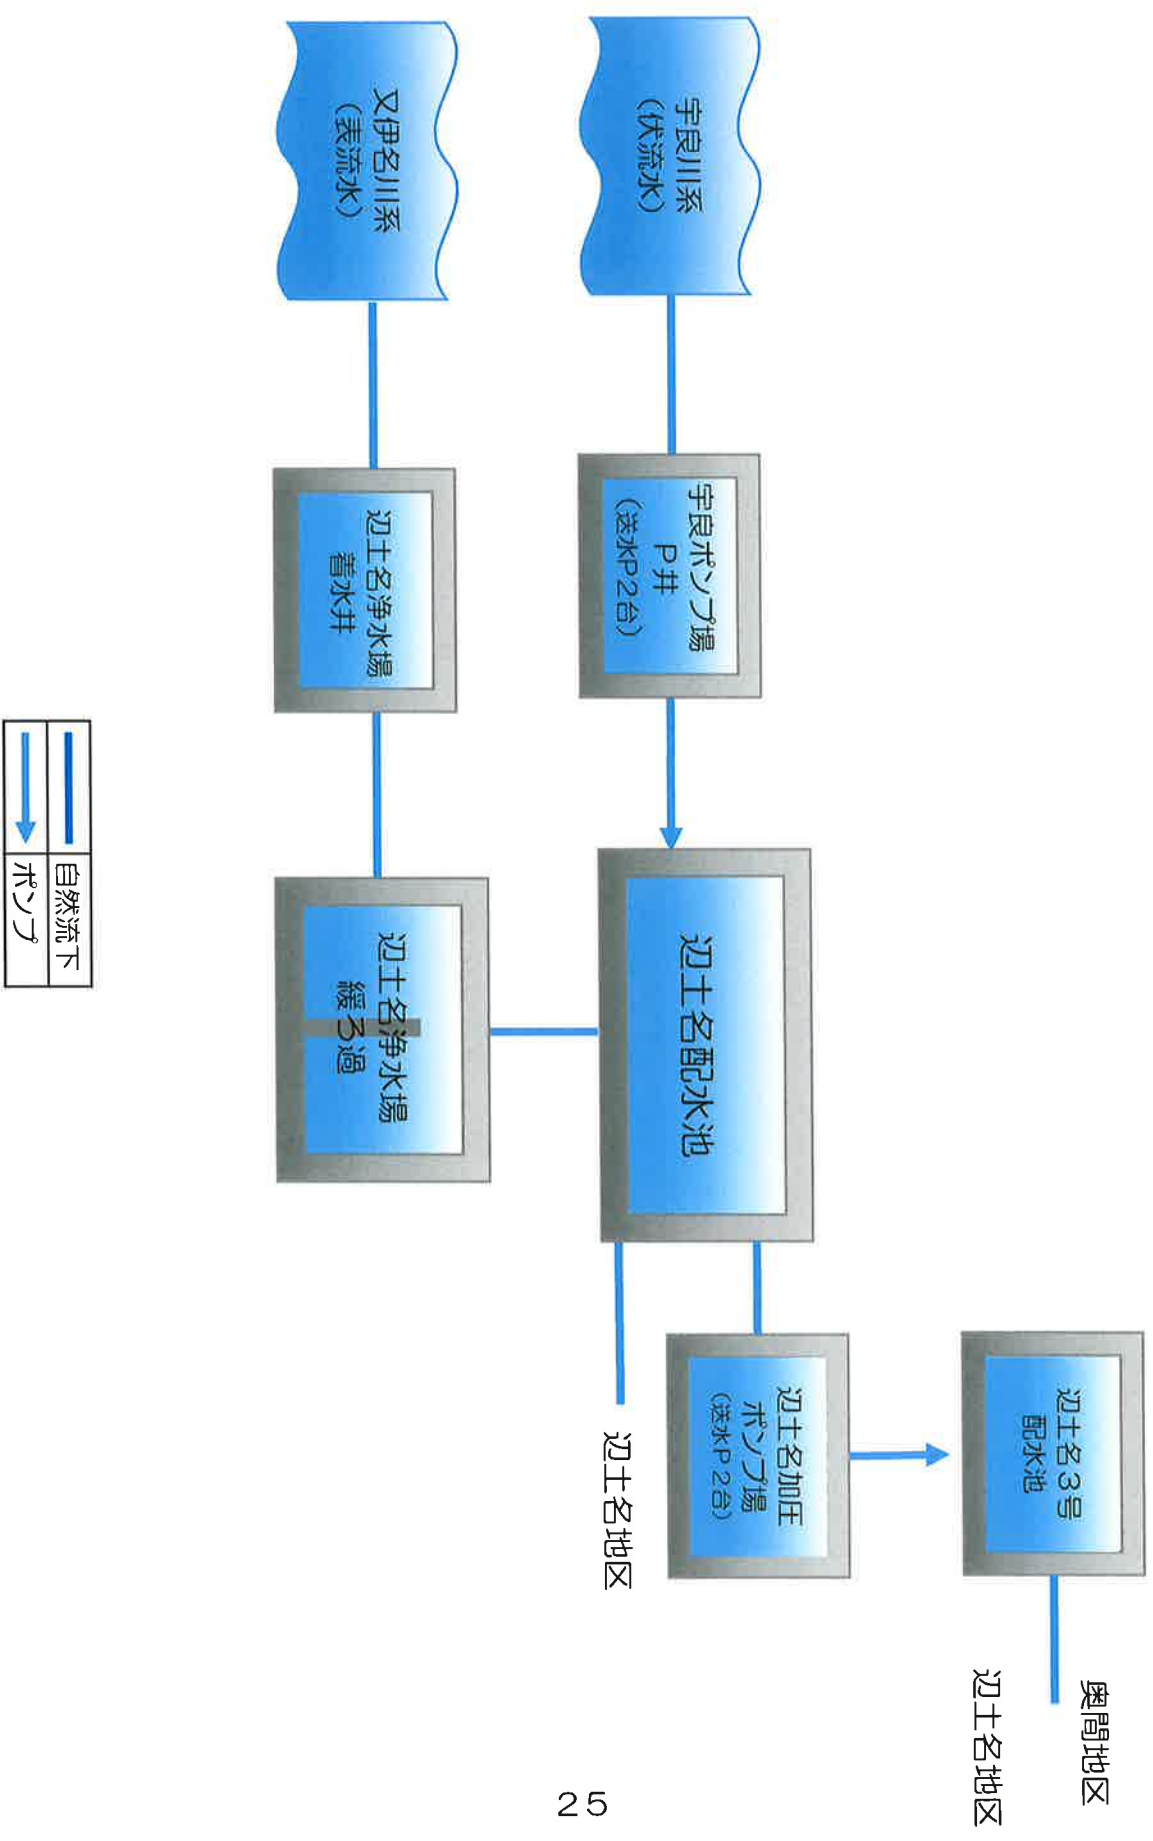 宇良川系
（伏流水）
宇良ポンプ場
P井
（送水P2台）
辺土名3号
配水池
奥間地区
辺土名地区
辺土名加圧
ポンプ場
（送水P2台）
辺土名配水池
辺土名地区
又伊名川系
（表流水）
辺土名浄水場
着水井
辺土名浄水場
緩ろ過
自然流下
ポンプ
25